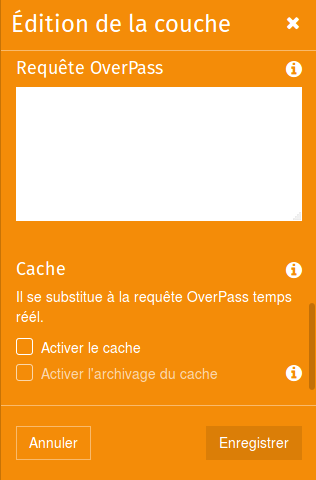 Édition de la couche
Requête OverPass
Cache
Il se substitue à la requête OverPass temps
réél.
Activer le cache
Activer l'archivage du cache
Annuler
Enregistrer